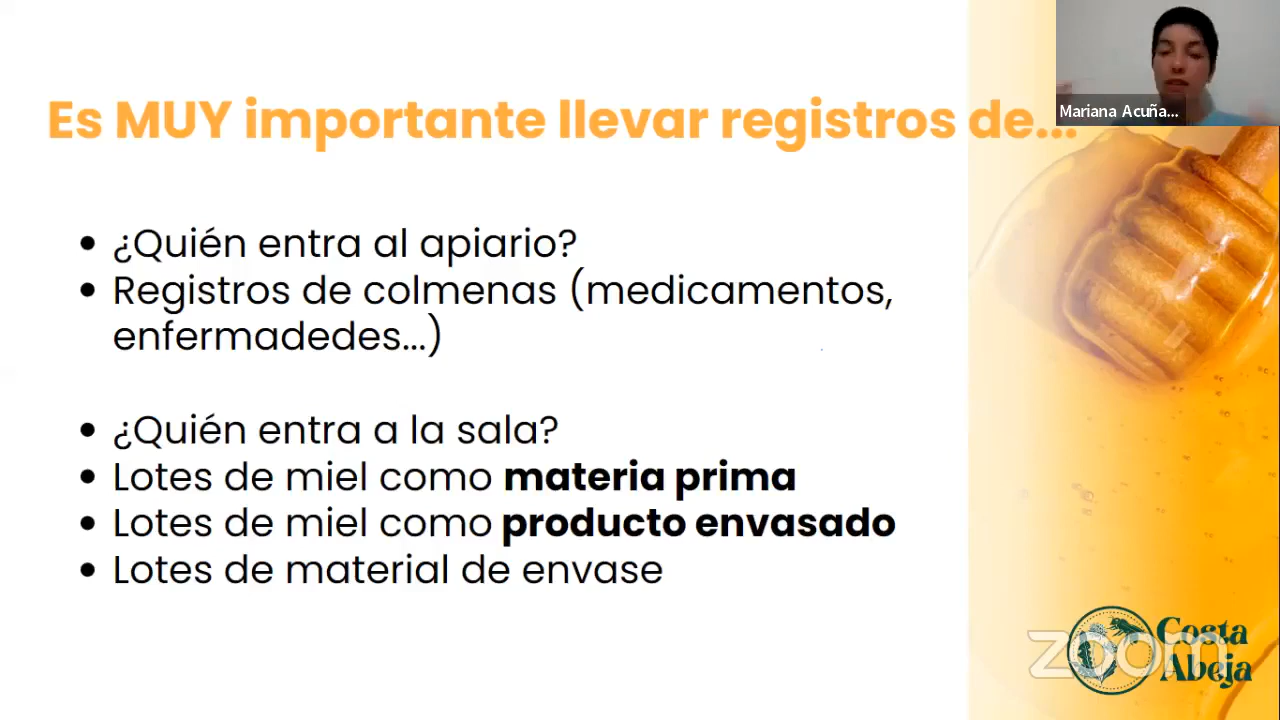 Es MUY importante llevar registros de...
Mariana Acuña...
• ¿Quién entra al apiario?
• Registros de colmenas (medicamentos,
enfermadedes...)
• ¿Quién entra a la sala?
• Lotes de miel como materia prima
• Lotes de miel como producto envasado
• Lotes de material de envase
zoom
Costa
Abeja